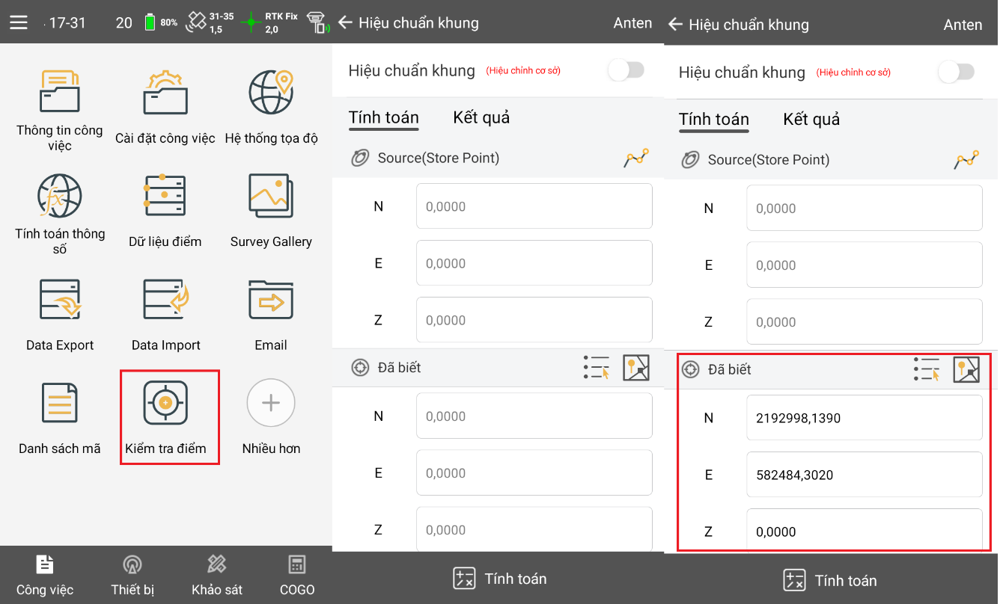 17-31 20 80% 31-35 RTK Fix
1,5 2,0
Thông tin công
việc
Cài đặt công việc
Hệ thống tọa độ
Tính toán thông
số
Dữ liệu điểm
Survey Gallery
Data Export
Data Import
Email
Danh sách mã
Kiểm tra điểm
Nhiều hơn
Công việc
Thiết bị
Khảo sát
COGO
Hiệu chuẩn khung Anten
Hiệu chuẩn khung (Hiệu chỉnh cơ sở)
Tính toán Kết quả
Source(Store Point)
N 0,0000
E 0,0000
Z 0,0000
Đã biết
N 0,0000
E 0,0000
Z 0,0000
Tính toán
Hiệu chuẩn khung Anten
Hiệu chuẩn khung (Hiệu chỉnh cơ sở)
Tính toán Kết quả
Source(Store Point)
N 0,0000
E 0,0000
Z 0,0000
Đã biết
N 2192998,1390
E 582484,3020
Z 0,0000
Tính toán